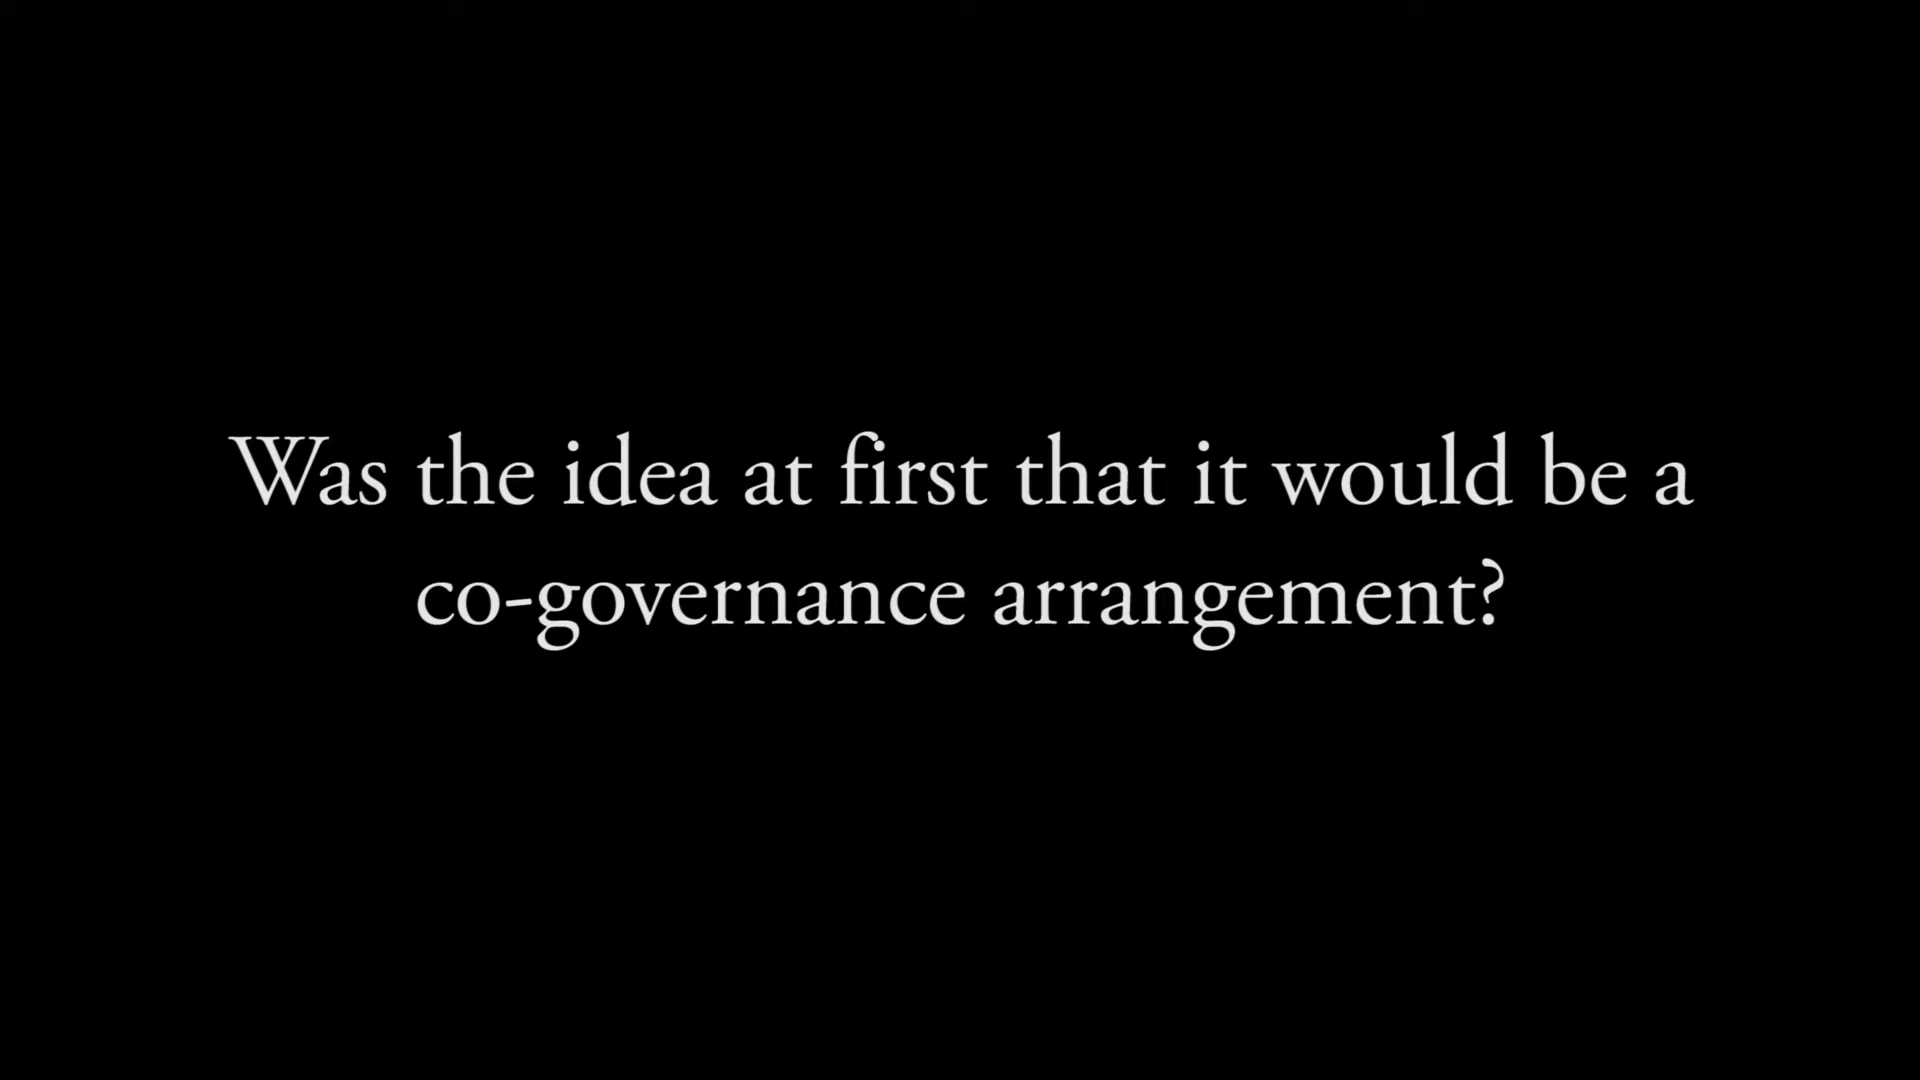 Was the idea at first that it would be a
co-governance arrangement?